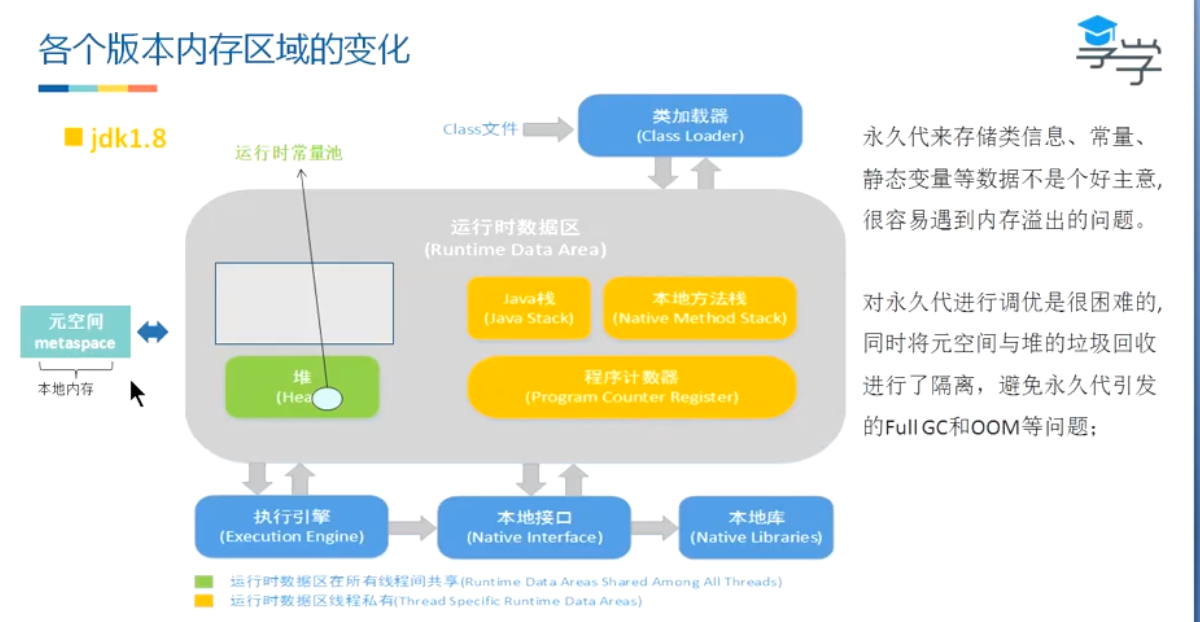 各个版本内存区域的变化
享学
jdk1.8
运行时常量池
Class文件
类加载器
(Class Loader)
运行时数据区
(Runtime Data Area)
Java栈
(Java Stack)
本地方法栈
(Native Method Stack)
元空间
metaspace
本地内存
堆
(Hea
程序计数器
(Program Counter Register)
执行引擎
(Execution Engine)
本地接口
(Native Interface)
本地库
(Native Libraries)
运行时数据区在所有线程间共享(Runtime Data Areas Shared Among All Threads)
运行时数据区线程私有(Thread Specific Runtime Data Areas)
永久代来存储类信息、常量、
静态变量等数据不是个好主意,
很容易遇到内存溢出的问题。
对永久代进行调优是很困难的,
同时将元空间与堆的垃圾回收
进行了隔离，避免永久代引发
的Full GC和OOM等问题；